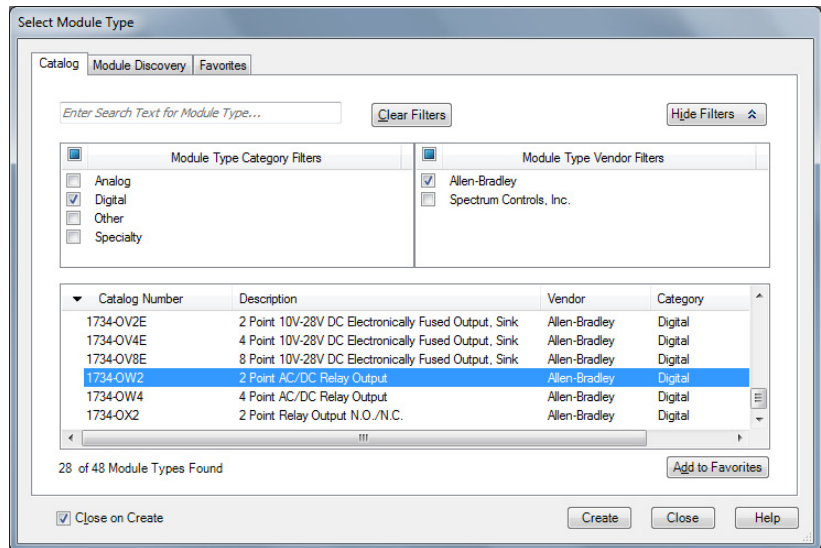 Select Module Type
Catalog Module Discovery Favorites
Enter Search Text for Module Type... Clear Filters Hide Filters
Module Type Category Filters Module Type Vendor Filters
Analog Allen-Bradley
Digital Spectrum Controls, Inc.
Other
Specialty
Catalog Number Description Vendor Category
1734-OV2E 2 Point 10V-28V DC Electronically Fused Output, Sink Allen-Bradley Digital
1734-OV4E 4 Point 10V-28V DC Electronically Fused Output, Sink Allen-Bradley Digital
1734-OV8E 8 Point 10V-28V DC Electronically Fused Output, Sink Allen-Bradley Digital
1734-OW2 2 Point AC/DC Relay Output Allen-Bradley Digital
1734-OW4 4 Point AC/DC Relay Output Allen-Bradley Digital
1734-OX2 2 Point Relay Output N.O./N.C. Allen-Bradley Digital
28 of 48 Module Types Found Add to Favorites
Close on Create Create Close Help